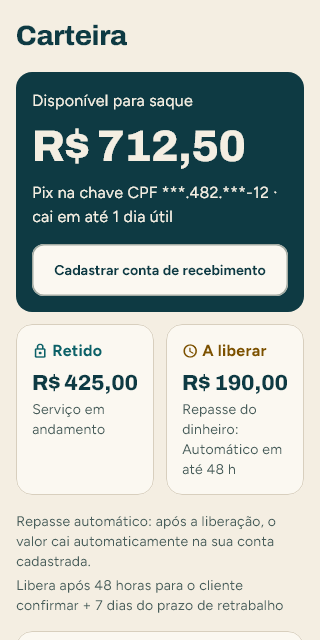 Carteira
Disponível para saque
R$ 712,50
Pix na chave CPF ***.482.***-12 ·
cai em até 1 dia útil
Cadastrar conta de recebimento
Retido
R$ 425,00
Serviço em
andamento
A liberar
R$ 190,00
Repasse do
dinheiro:
Automático em
até 48 h
Repasse automático: após a liberação, o
valor cai automaticamente na sua conta
cadastrada.
Libera após 48 horas para o cliente
confirmar + 7 dias do prazo de retrabalho